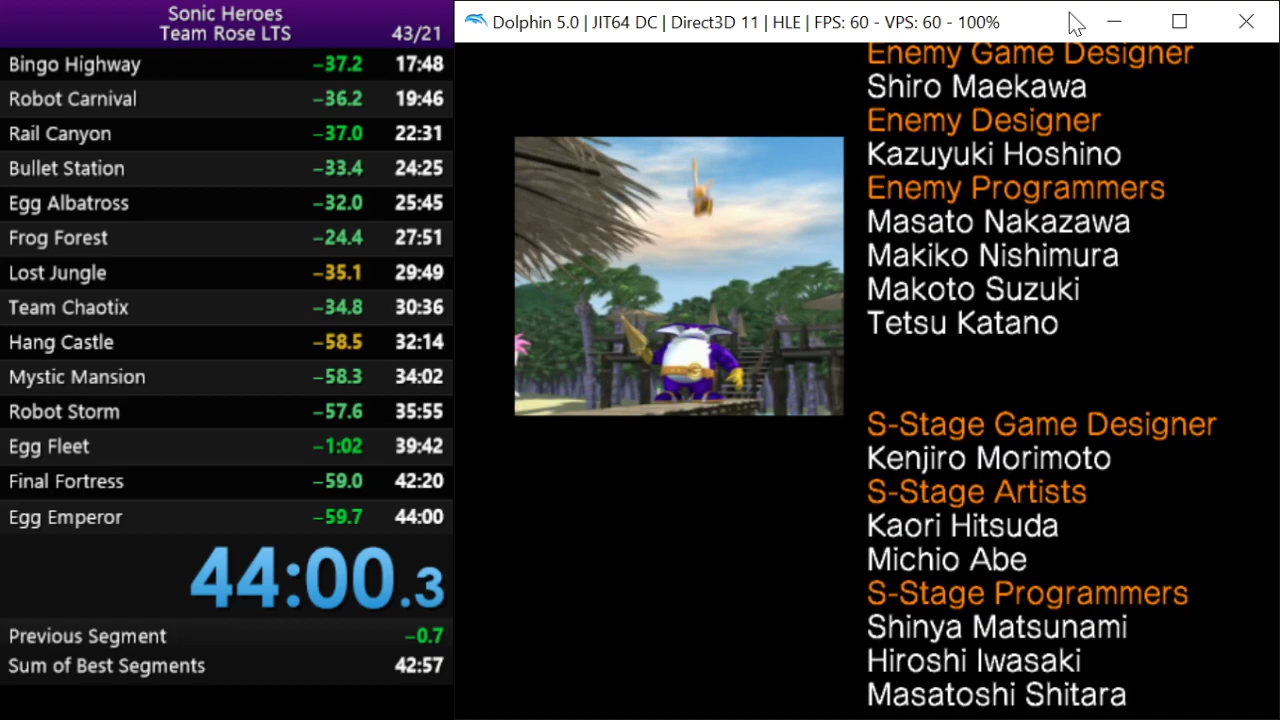 Sonic Heroes
Team Rose LTS 43/21
Bingo Highway −37.2 17:48
Robot Carnival −36.2 19:46
Rail Canyon −37.0 22:31
Bullet Station −33.4 24:25
Egg Albatross −32.0 25:45
Frog Forest −24.4 27:51
Lost Jungle −35.1 29:49
Team Chaotix −34.8 30:36
Hang Castle −58.5 32:14
Mystic Mansion −58.3 34:02
Robot Storm −57.6 35:55
Egg Fleet −1:02 39:42
Final Fortress −59.0 42:20
Egg Emperor −59.7 44:00
44:00.3
Previous Segment −0.7
Sum of Best Segments 42:57
Dolphin 5.0 | JIT64 DC | Direct3D 11 | HLE | FPS: 60 - VPS: 60 - 100%
Enemy Game Designer
Shiro Maekawa
Enemy Designer
Kazuyuki Hoshino
Enemy Programmers
Masato Nakazawa
Makiko Nishimura
Makoto Suzuki
Tetsu Katano
S-Stage Game Designer
Kenjiro Morimoto
S-Stage Artists
Kaori Hitsuda
Michio Abe
S-Stage Programmers
Shinya Matsunami
Hiroshi Iwasaki
Masatoshi Shitara